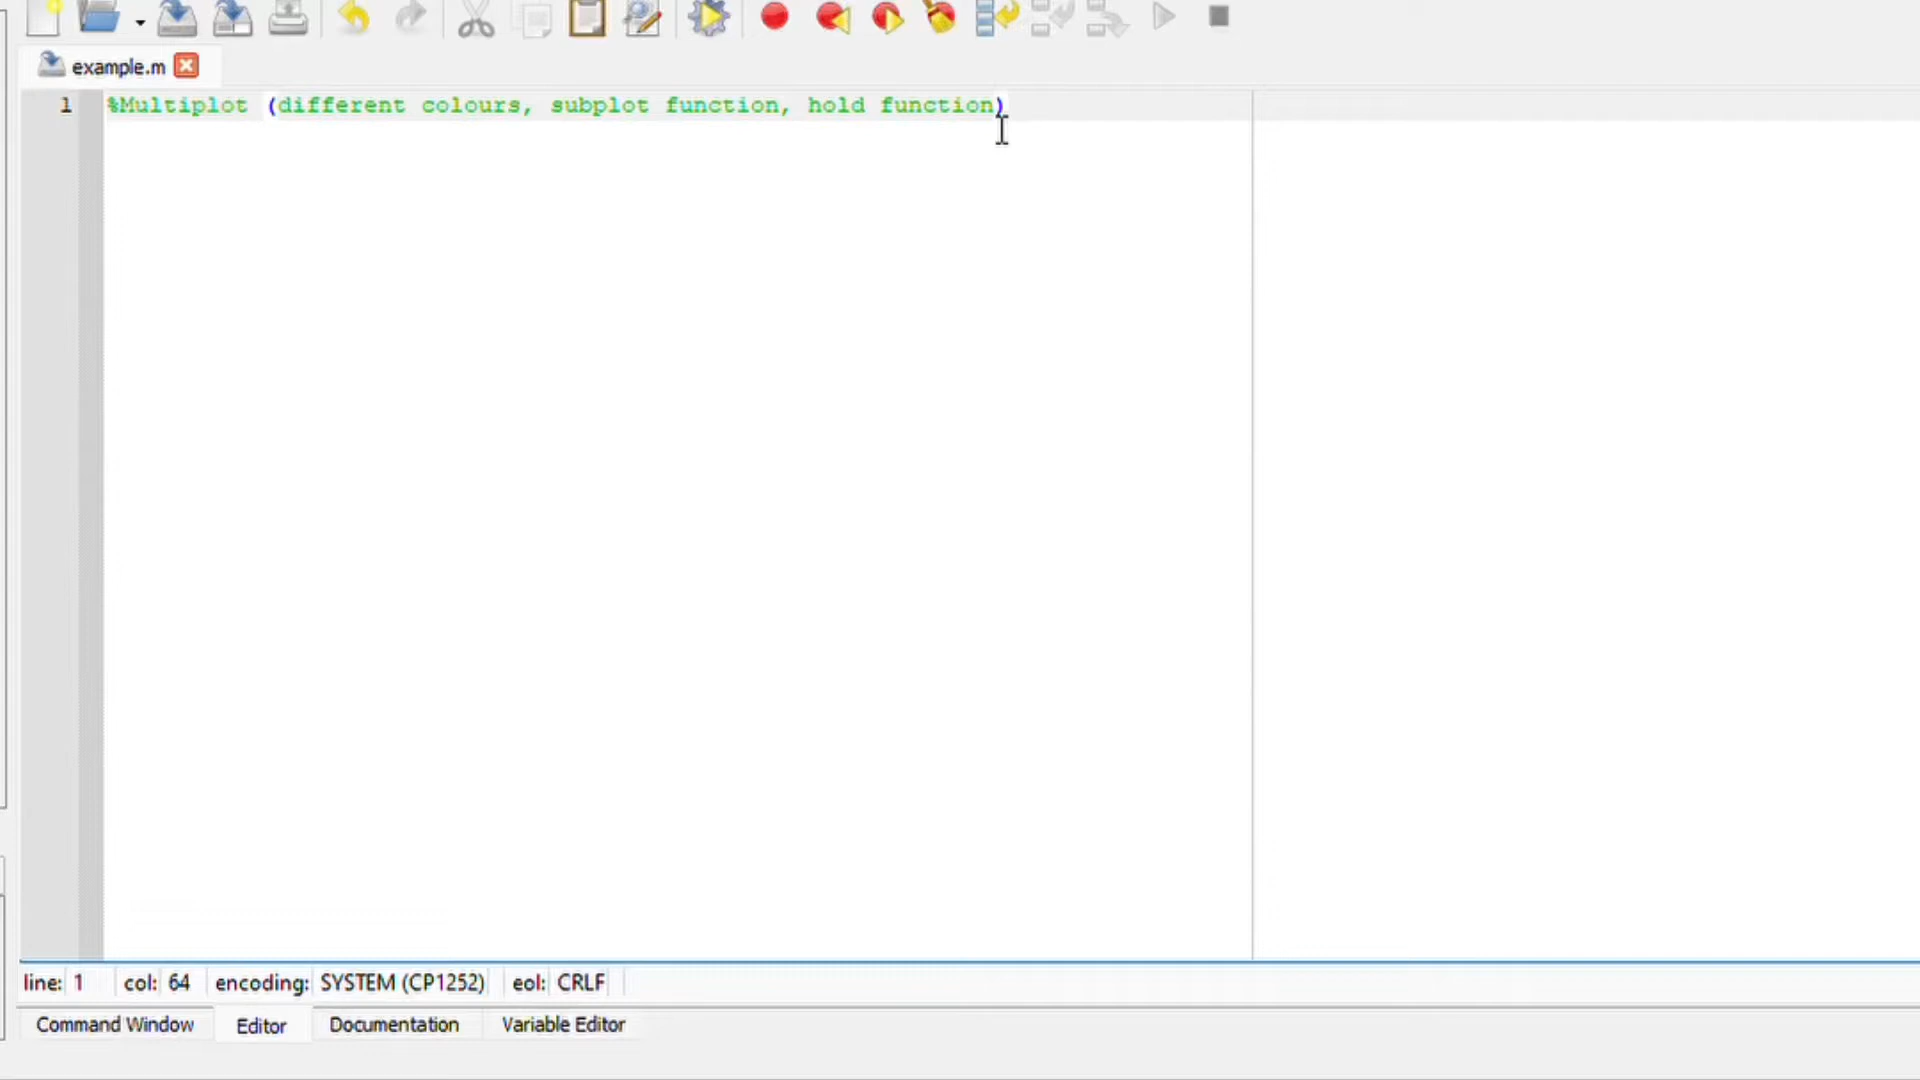 example.m
1 %Multiplot (different colours, subplot function, hold function)
line: 1 col: 64 encoding: SYSTEM (CP1252) eol: CRLF
Command Window Editor Documentation Variable Editor